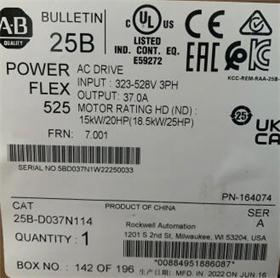 A-B
BULLETIN
25B
LISTED
IND. CONT. EQ.
E59272
KCC-REM-RAA-25B
POWER
FLEX
525
AC DRIVE
INPUT: 323-528V 3PH
OUTPUT: 37.0A
MOTOR RATING HD (ND) :
15kW/20HP(18.5kW/25HP)
FRN: 7.001
25
UK
CA
SERIAL NO.5BD037N1W22250033
PN-164074
CAT
25B-D037N114
PRODUCT OF CHINA
SER
A
QUANTITY : 1
Rockwell Automation
1201 S 2nd St, Milwaukee, WI 53204, USA
MFD. IN 2022 ON JUN 16
BOX NO: 142 OF 196
*00884951886087*